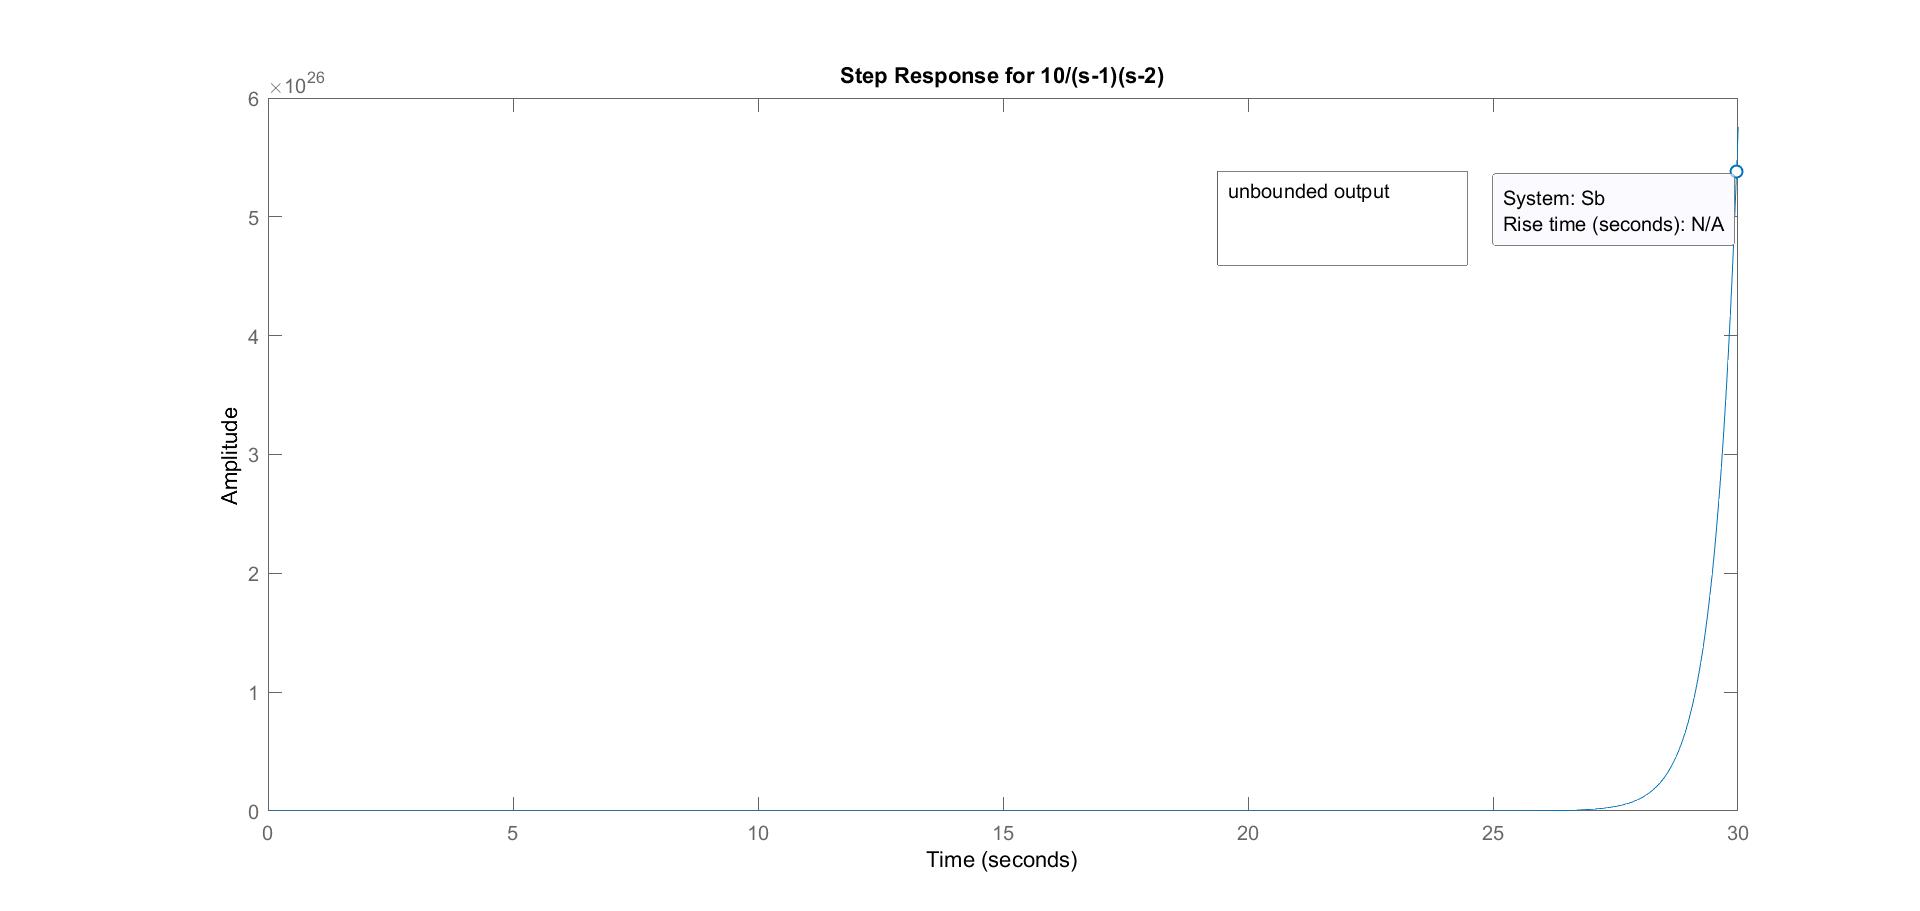 Step Response for 10/(s-1)(s-2)
×10^26
6
5
4
3
2
1
0
Amplitude
unbounded output
System: Sb
Rise time (seconds): N/A
0 5 10 15 20 25 30
Time (seconds)